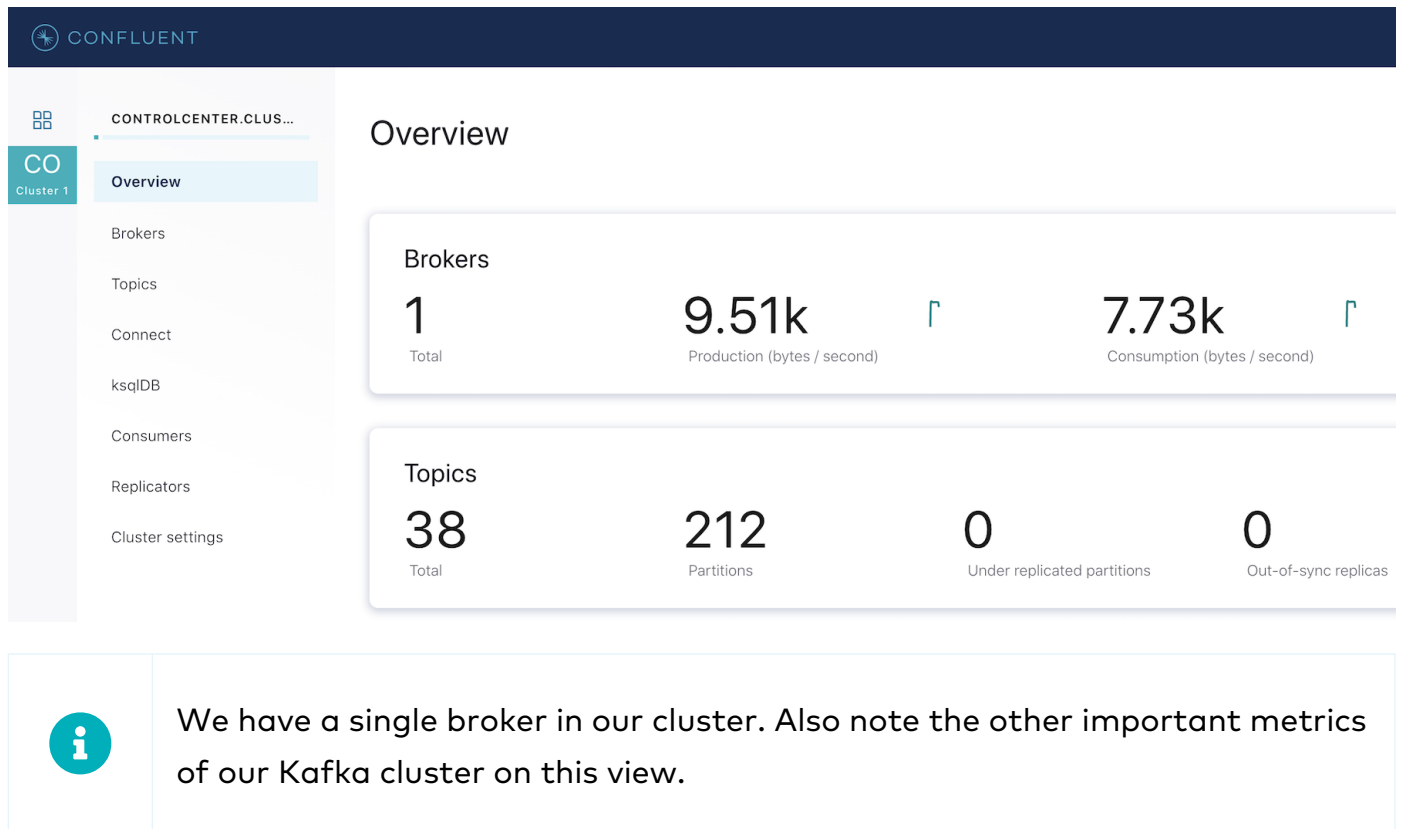 CONFLUENT
CO
Cluster 1
CONTROLCENTER.CLUS...
Overview
Brokers
Topics
Connect
ksqlDB
Consumers
Replicators
Cluster settings
Overview
Brokers
1
Total
9.51k
Production (bytes / second)
7.73k
Consumption (bytes / second)
Topics
38
Total
212
Partitions
0
Under replicated partitions
0
Out-of-sync replicas
We have a single broker in our cluster. Also note the other important metrics
of our Kafka cluster on this view.